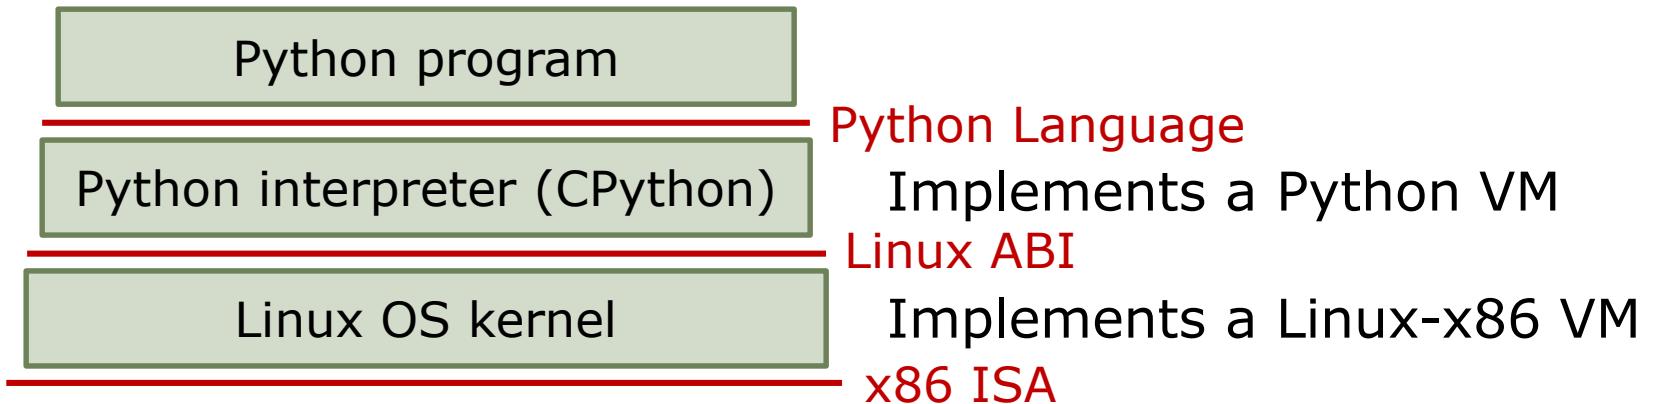 Python program
Python Language
Python interpreter (CPython)
Implements a Python VM
Linux ABI
Linux OS kernel
Implements a Linux-x86 VM
x86 ISA